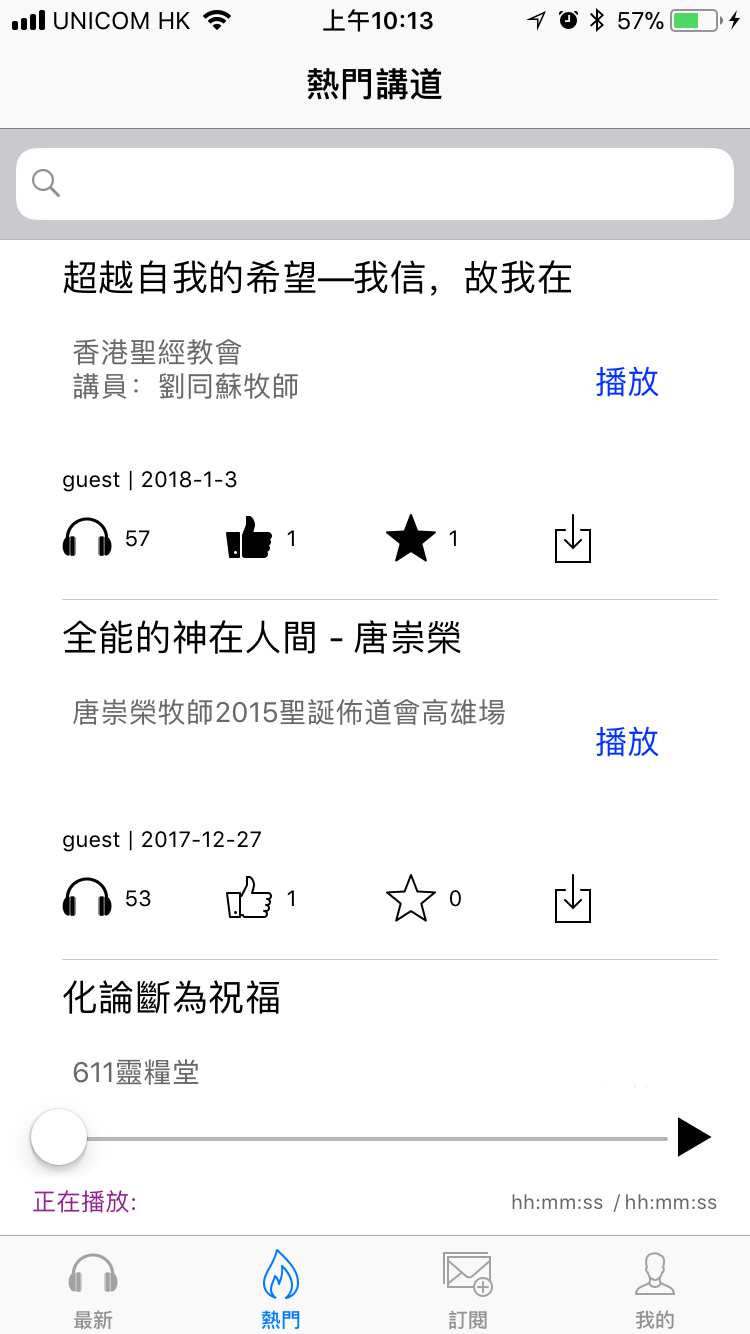 UNICOM HK 上午10:13 57%
熱門講道
超越自我的希望—我信，故我在
香港聖經教會
講員：劉同蘇牧師
播放
guest | 2018-1-3
57 1 1
全能的神在人間 - 唐崇榮
唐崇榮牧師2015聖誕佈道會高雄場
播放
guest | 2017-12-27
53 1 0
化論斷為祝福
611靈糧堂
正在播放: hh:mm:ss / hh:mm:ss
最新 熱門 訂閱 我的